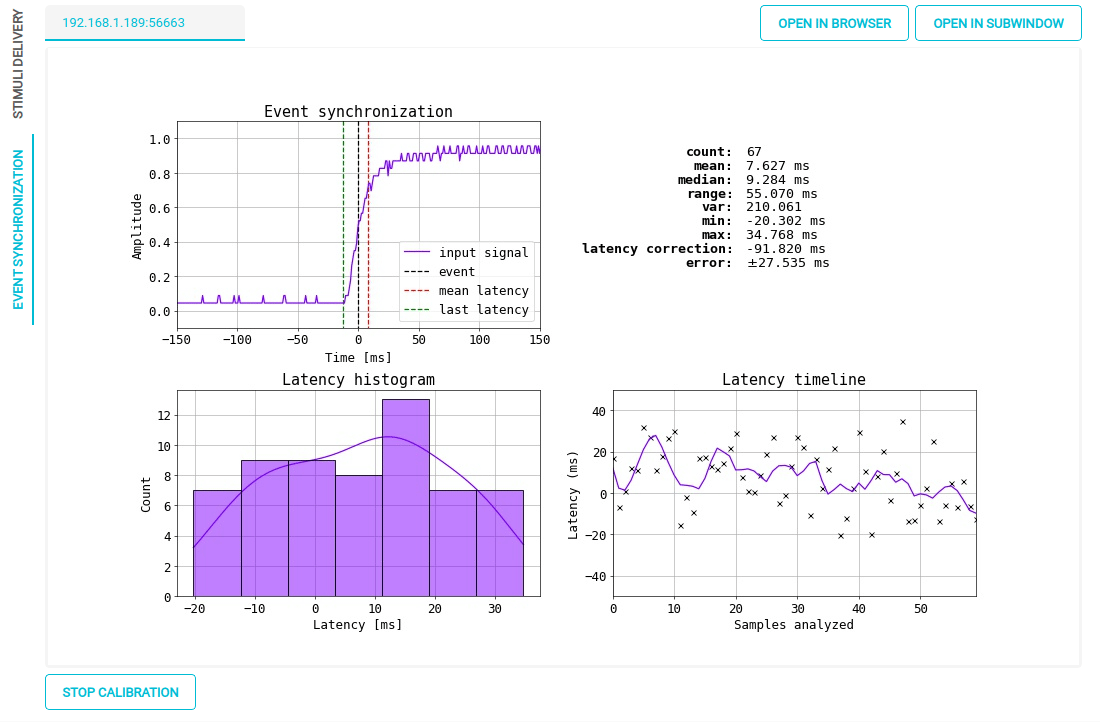 STIMULI DELIVERY
EVENT SYNCHRONIZATION
192.168.1.189:56663
OPEN IN BROWSER
OPEN IN SUBWINDOW
Event synchronization
Amplitude
1.0
0.8
0.6
0.4
0.2
0.0
input signal
event
mean latency
last latency
−150 −100 −50 0 50 100 150
Time [ms]
count: 67
mean: 7.627 ms
median: 9.284 ms
range: 55.070 ms
var: 210.061
min: -20.302 ms
max: 34.768 ms
latency correction: -91.820 ms
error: ±27.535 ms
Latency histogram
Count
12
10
8
6
4
2
0
−20 −10 0 10 20 30
Latency [ms]
Latency timeline
Latency (ms)
40
20
0
−20
−40
0 10 20 30 40 50
Samples analyzed
STOP CALIBRATION